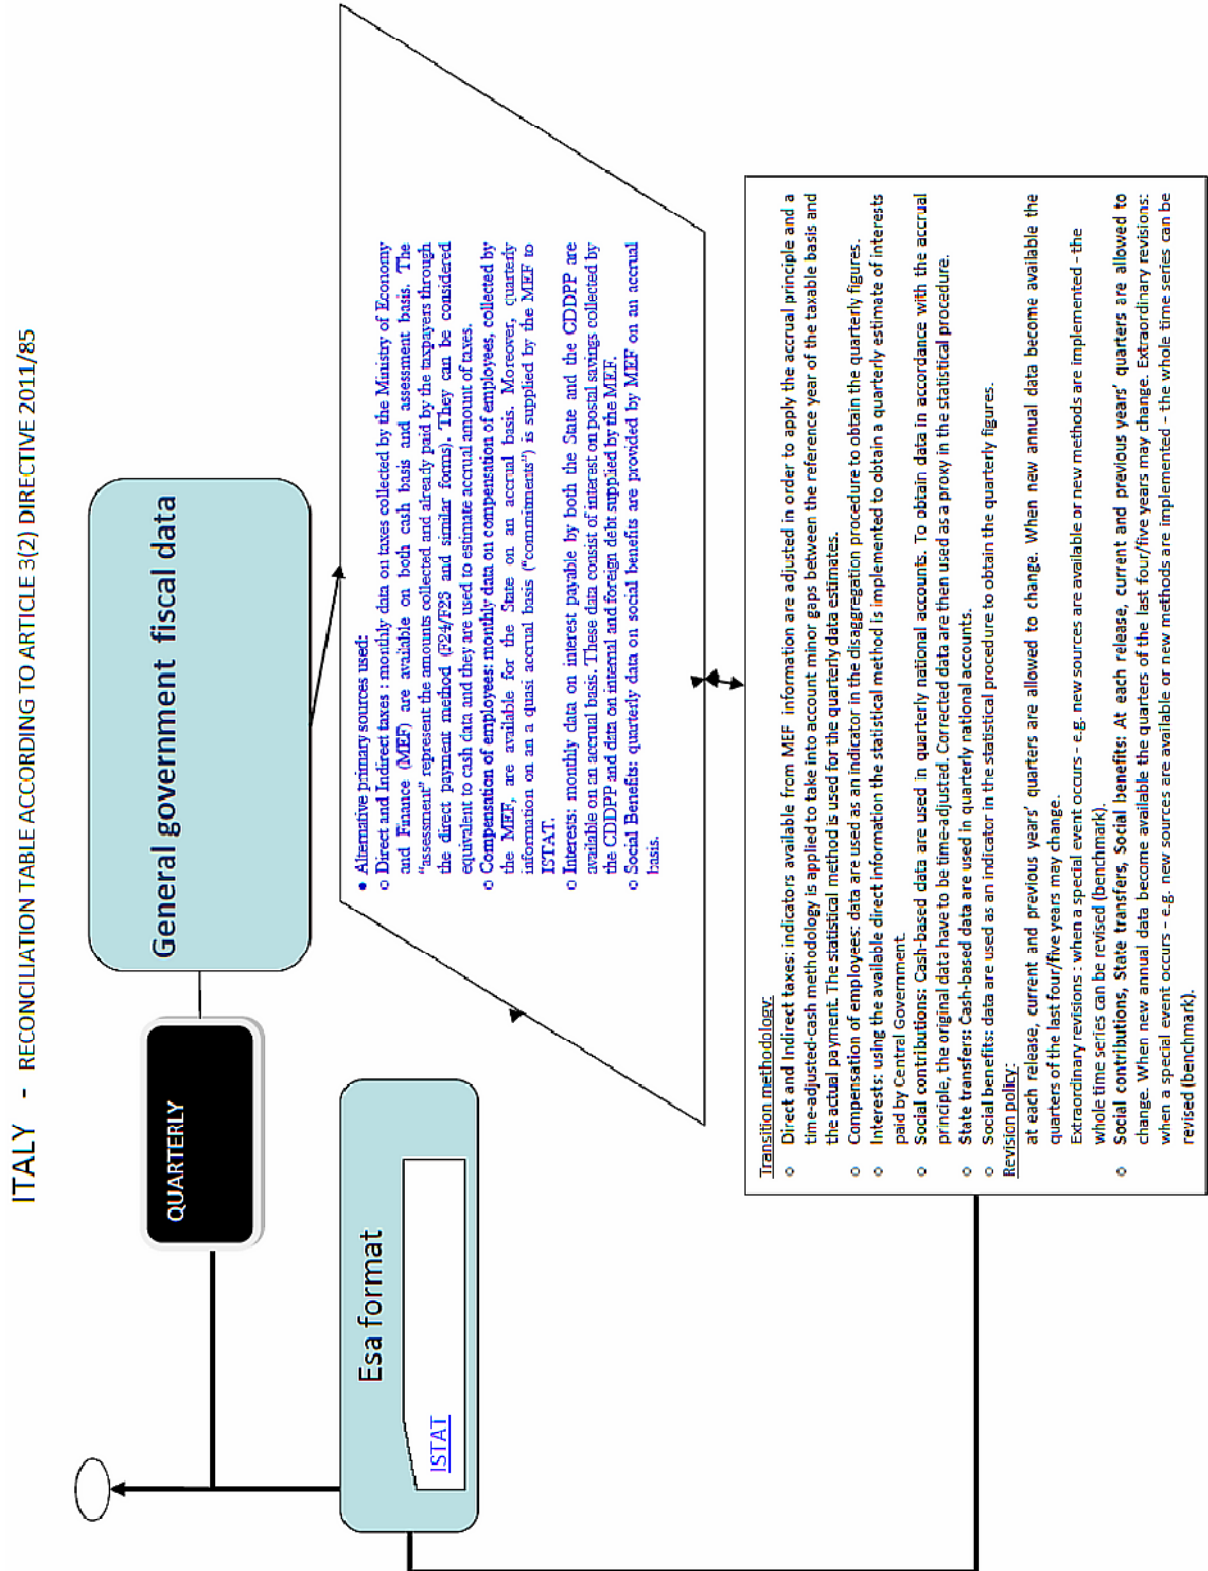 ITALY - RECONCILIATION TABLE ACCORDING TO ARTICLE 3(2) DIRECTIVE 2011/85
QUARTERLY
General government fiscal data
Esa format
ISTAT
• Alternative primary sources used:
o Direct and Indirect taxes : monthly data on taxes collected by the Ministry of Economy
and Finance (MEF) are available on both cash basis and assessment basis. The
"assessment" represent the amounts collected and already paid by the taxpayers through
the direct payment method (F24/F25 and similar forms). They can be considered
equivalent to cash data and they are used to estimate accrual amount of taxes.
o Compensation of employees: monthly data on compensation of employees, collected by
the MEF, are available for the State on an accrual basis. Moreover, quarterly
information on an a quasi accrual basis ("commitments") is supplied by the MEF to
ISTAT.
o Interests: monthly data on interest payable by both the State and the CDDPP are
available on an accrual basis. These data consist of interest on postal savings collected by
the CDDPP and data on internal and foreign debt supplied by the MEF.
o Social Benefits: quarterly data on social benefits are provided by MEF on an accrual
basis.
Transition methodology:
o Direct and Indirect taxes: indicators available from MEF information are adjusted in order to apply the accrual principle and a
time-adjusted-cash methodology is applied to take into account minor gaps between the reference year of the taxable basis and
the actual payment. The statistical method is used for the quarterly data estimates.
o Compensation of employees: data are used as an indicator in the disaggregation procedure to obtain the quarterly figures.
o Interests: using the available direct information the statistical method is implemented to obtain a quarterly estimate of interests
paid by Central Government.
o Social contributions: Cash-based data are used in quarterly national accounts. To obtain data in accordance with the accrual
principle, the original data have to be time-adjusted. Corrected data are then used as a proxy in the statistical procedure.
o State transfers: Cash-based data are used in quarterly national accounts.
o Social benefits: data are used as an indicator in the statistical procedure to obtain the quarterly figures.
Revision policy:
at each release, current and previous years' quarters are allowed to change. When new annual data become available the
quarters of the last four/five years may change.
Extraordinary revisions : when a special event occurs - e.g. new sources are available or new methods are implemented - the
whole time series can be revised (benchmark).
o Social contributions, State transfers, Social benefits: At each release, current and previous years' quarters are allowed to
change. When new annual data become available the quarters of the last four/five years may change. Extraordinary revisions:
when a special event occurs - e.g. new sources are available or new methods are implemented - the whole time series can be
revised (benchmark).